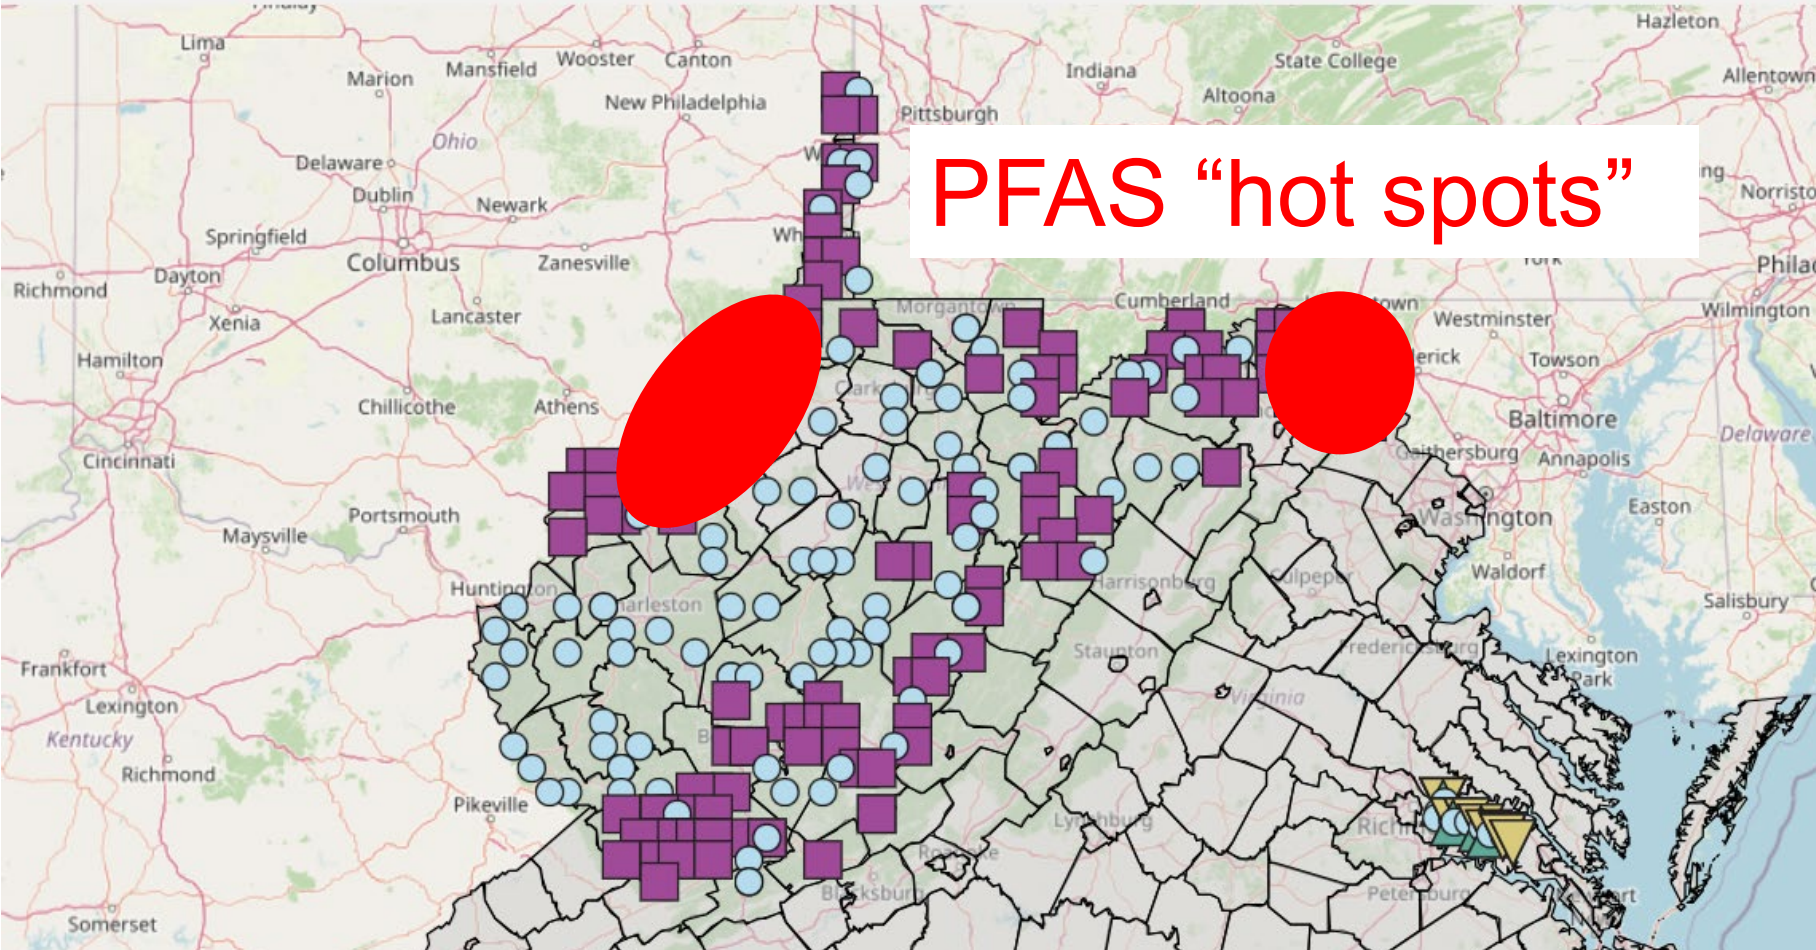 Lima
Marion
Mansfield
Wooster
Canton
New Philadelphia
Pittsburgh
Indiana
State College
Altoona
Hazleton
Allentown
Ohio
Delaware
Dublin
Newark
Springfield
Columbus
Zanesville
Dayton
Richmond
PFAS “hot spots”
Xenia
Lancaster
Hamilton
Morgantown
Cumberland
Westminster
Wilmington
Chillicothe
Athens
Towson
Baltimore
Delaware
Cincinnati
Gaithersburg
Annapolis
Portsmouth
Maysville
Washington
Easton
Huntington
Harrisonburg
Culpeper
Waldorf
Salisbury
Frankfort
Staunton
Fredericksburg
Lexington
Park
Lexington
Virginia
Kentucky
Richmond
Pikeville
Lynchburg
Roanoke
Blacksburg
Petersburg
Somerset